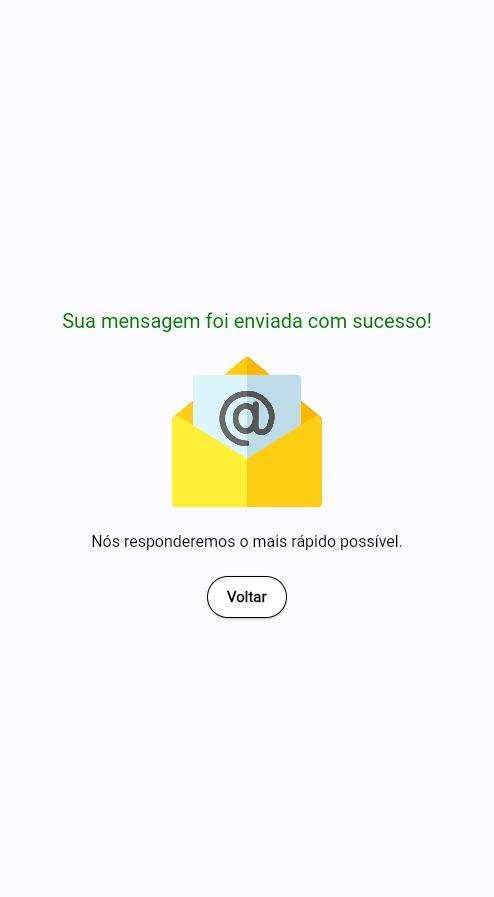 Sua mensagem foi enviada com sucesso!
@
Nós responderemos o mais rápido possível.
Voltar